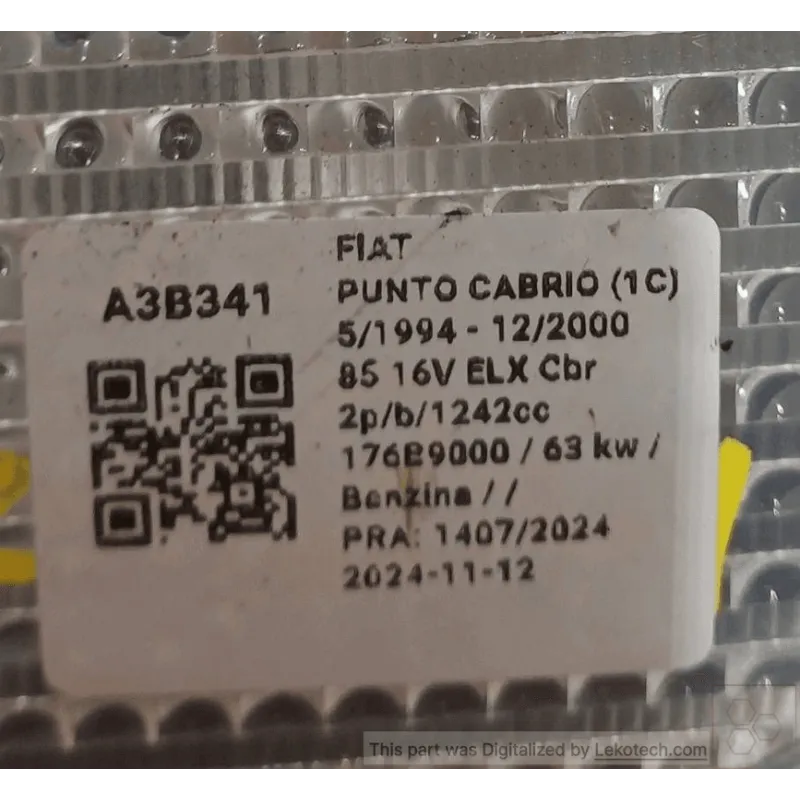 A3B341
FIAT
PUNTO CABRIO (1C)
5/1994 - 12/2000
85 16V ELX Cbr
2p/b/1242cc
176B9000 / 63 kw /
Benzina / /
PRA: 1407/2024
2024-11-12
This part was Digitalized by Lekotech.com